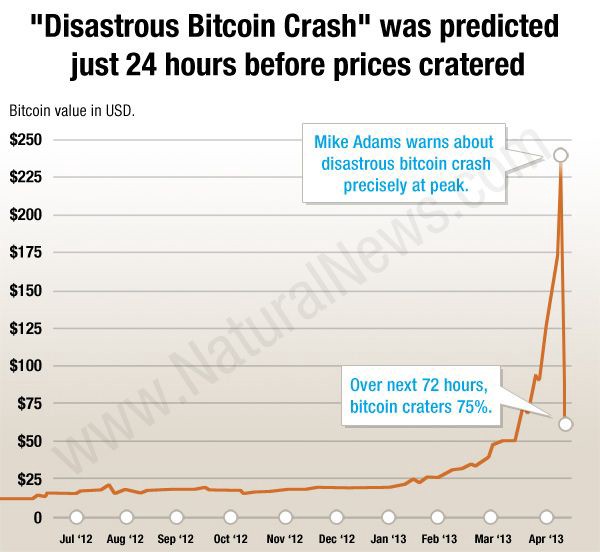 "Disastrous Bitcoin Crash" was predicted
just 24 hours before prices cratered
Bitcoin value in USD.
$250
$225
$200
$175
$150
$125
$100
$75
$50
$25
0
Mike Adams warns about
disastrous bitcoin crash
precisely at peak.
Over next 72 hours,
bitcoin craters 75%.
www.NaturalNews.com
Jul ‘12 Aug ‘12 Sep ‘12 Oct ‘12 Nov ‘12 Dec ‘12 Jan ‘13 Feb ‘13 Mar ‘13 Apr ‘13